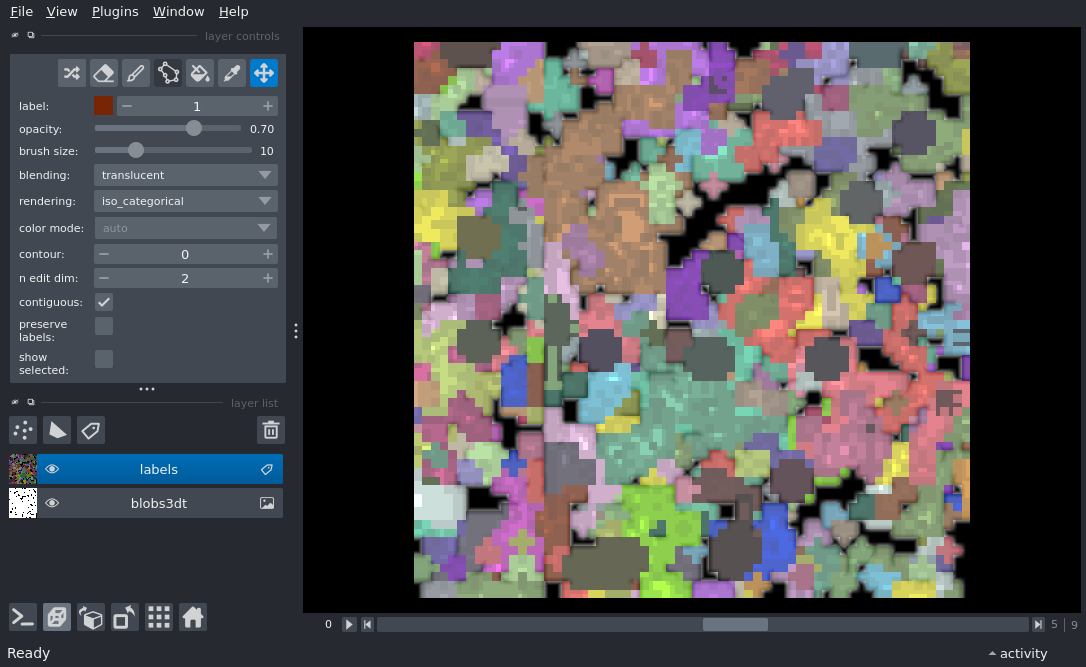 File View Plugins Window Help
layer controls
label: 1
opacity: 0.70
brush size: 10
blending: translucent
rendering: iso_categorical
color mode: auto
contour: 0
n edit dim: 2
contiguous:
preserve
labels:
show
selected:
layer list
labels
blobs3dt
0 5 | 9
Ready activity